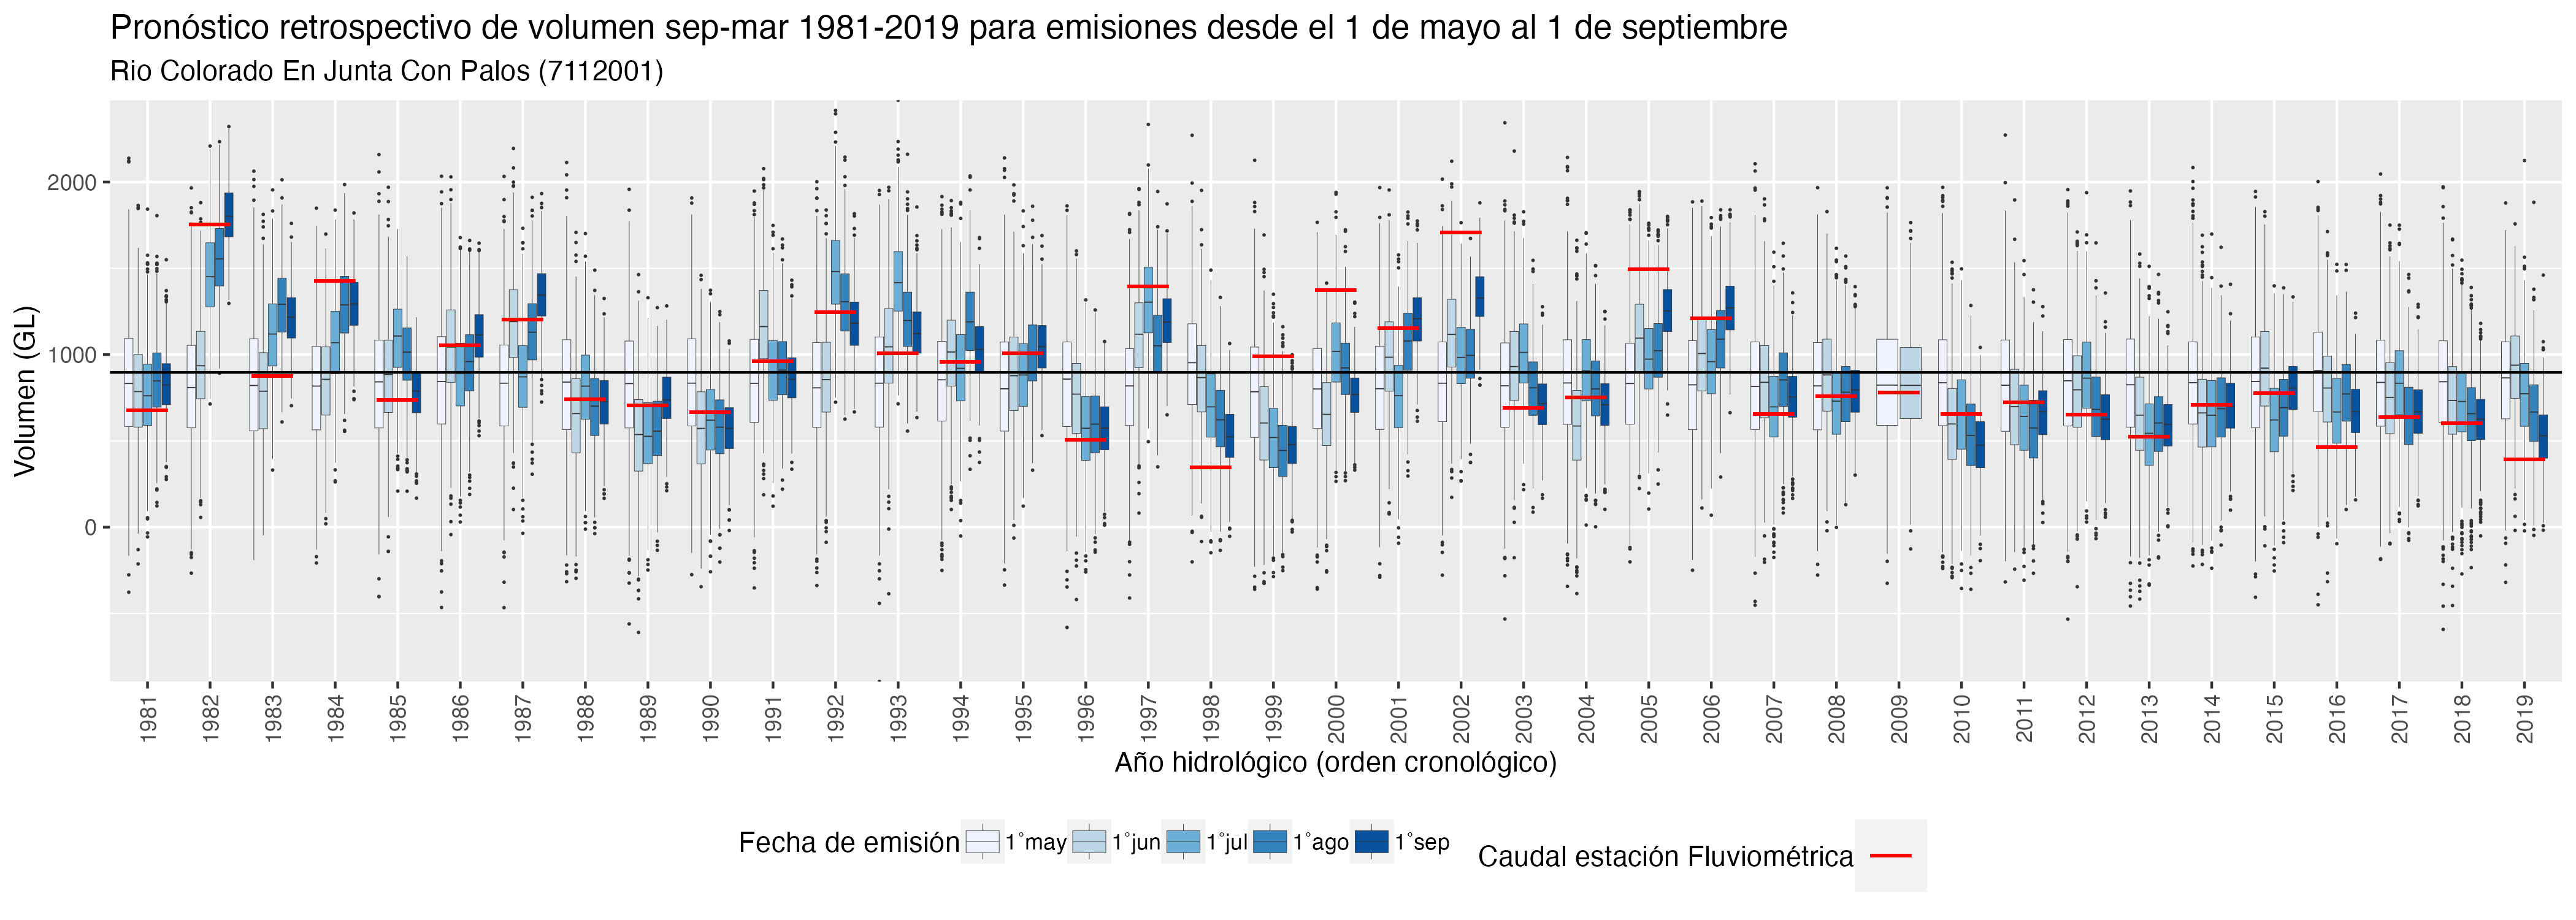 Pronóstico retrospectivo de volumen sep-mar 1981-2019 para emisiones desde el 1 de mayo al 1 de septiembre
Rio Colorado En Junta Con Palos (7112001)
Volumen (GL)
2000
1000
0
1981 1982 1983 1984 1985 1986 1987 1988 1989 1990 1991 1992 1993 1994 1995 1996 1997 1998 1999 2000 2001 2002 2003 2004 2005 2006 2007 2008 2009 2010 2011 2012 2013 2014 2015 2016 2017 2018 2019
Año hidrológico (orden cronológico)
Fecha de emisión 1°may 1°jun 1°jul 1°ago 1°sep Caudal estación Fluviométrica